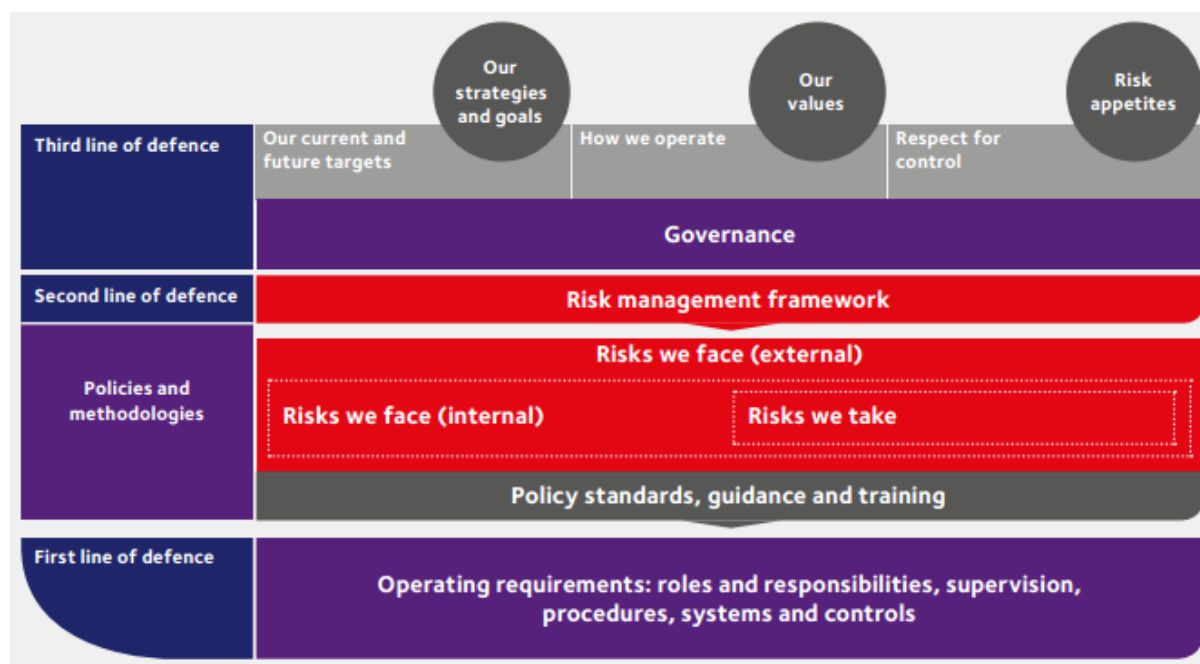 Our
strategies
and goals
Our
values
Risk
appetites
Third line of defence
Our current and
future targets
How we operate
Respect for
control
Governance
Second line of defence
Risk management framework
Policies and
methodologies
Risks we face (external)
Risks we face (internal)
Risks we take
Policy standards, guidance and training
First line of defence
Operating requirements: roles and responsibilities, supervision,
procedures, systems and controls